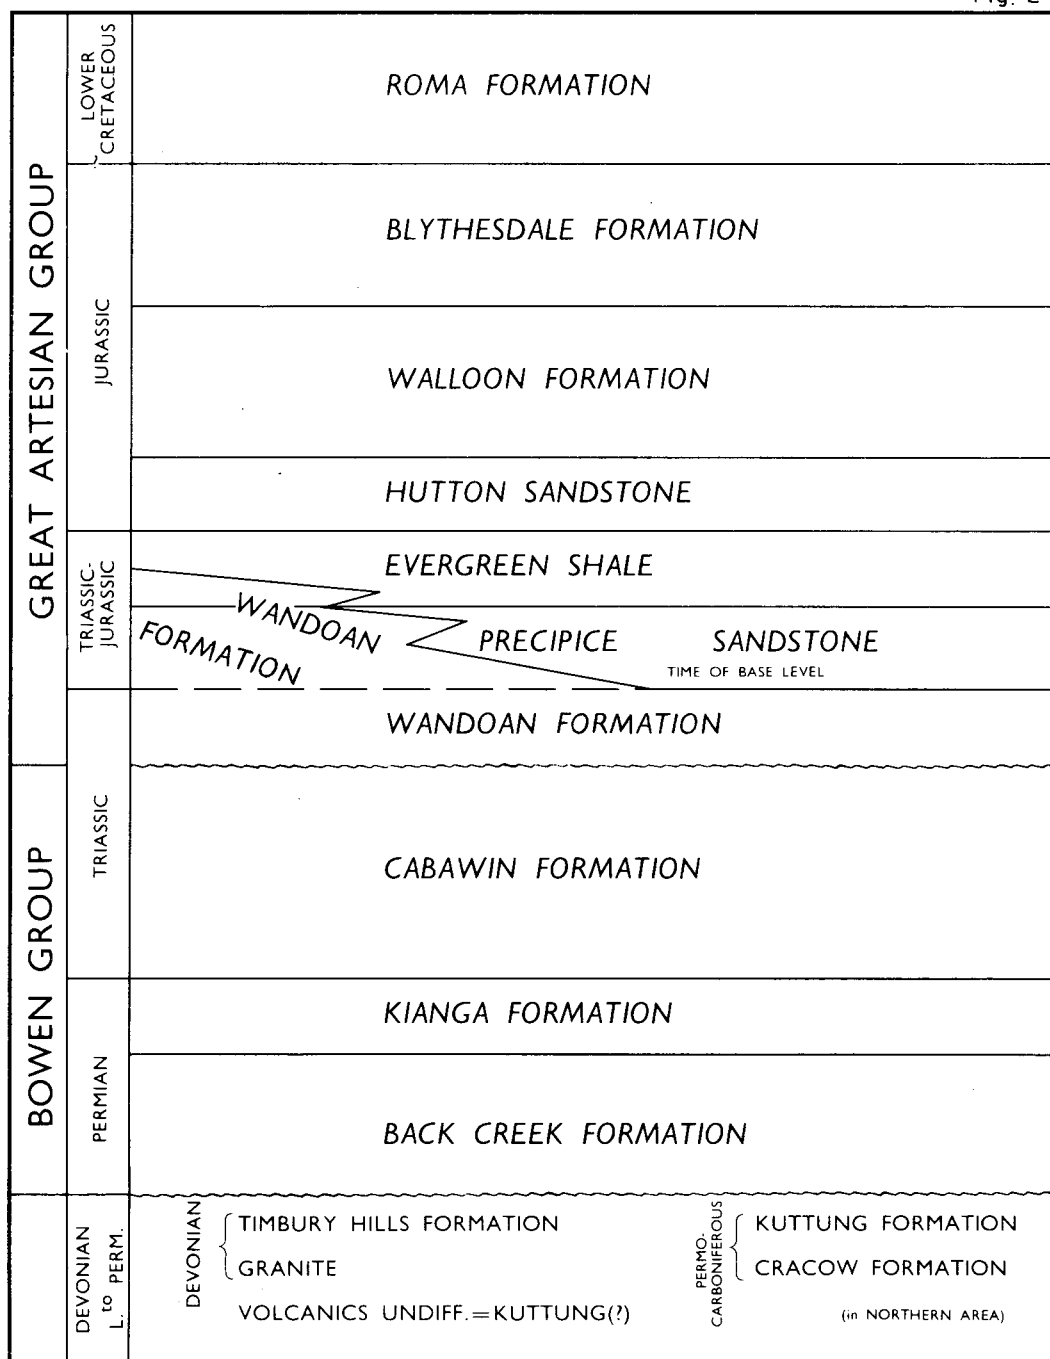 Fig. 2
GREAT ARTESIAN GROUP
LOWER
CRETACEOUS
ROMA FORMATION
JURASSIC
BLYTHESDALE FORMATION
WALLOON FORMATION
HUTTON SANDSTONE
TRIASSIC-
JURASSIC
EVERGREEN SHALE
WANDOAN
FORMATION
PRECIPICE SANDSTONE
TIME OF BASE LEVEL
WANDOAN FORMATION
BOWEN GROUP
TRIASSIC
CABAWIN FORMATION
KIANGA FORMATION
PERMIAN
BACK CREEK FORMATION
DEVONIAN
to
L. PERM.
DEVONIAN
TIMBURY HILLS FORMATION
GRANITE
VOLCANICS UNDIFF.=KUTTUNG(?)
PERMO-
CARBONIFEROUS
KUTTUNG FORMATION
CRACOW FORMATION
(in NORTHERN AREA)